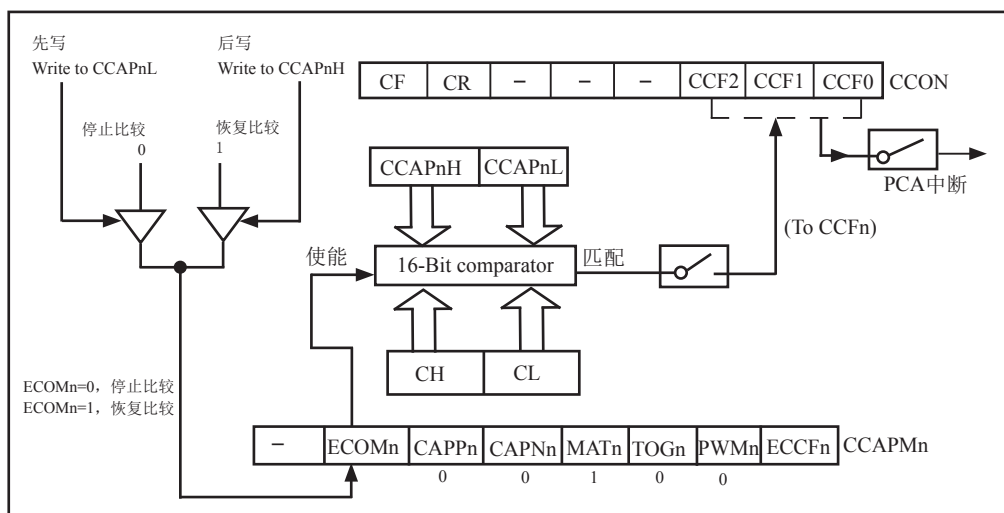 先写
Write to CCAPnL
后写
Write to CCAPnH
停止比较
0
恢复比较
1
CF CR － － － CCF2 CCF1 CCF0 CCON
PCA中断
CCAPnH CCAPnL
(To CCFn)
使能
16-Bit comparator
匹配
CH CL
ECOMn=0，停止比较
ECOMn=1，恢复比较
－ ECOMn CAPPn CAPNn MATn TOGn PWMn ECCFn CCAPMn
0 0 1 0 0